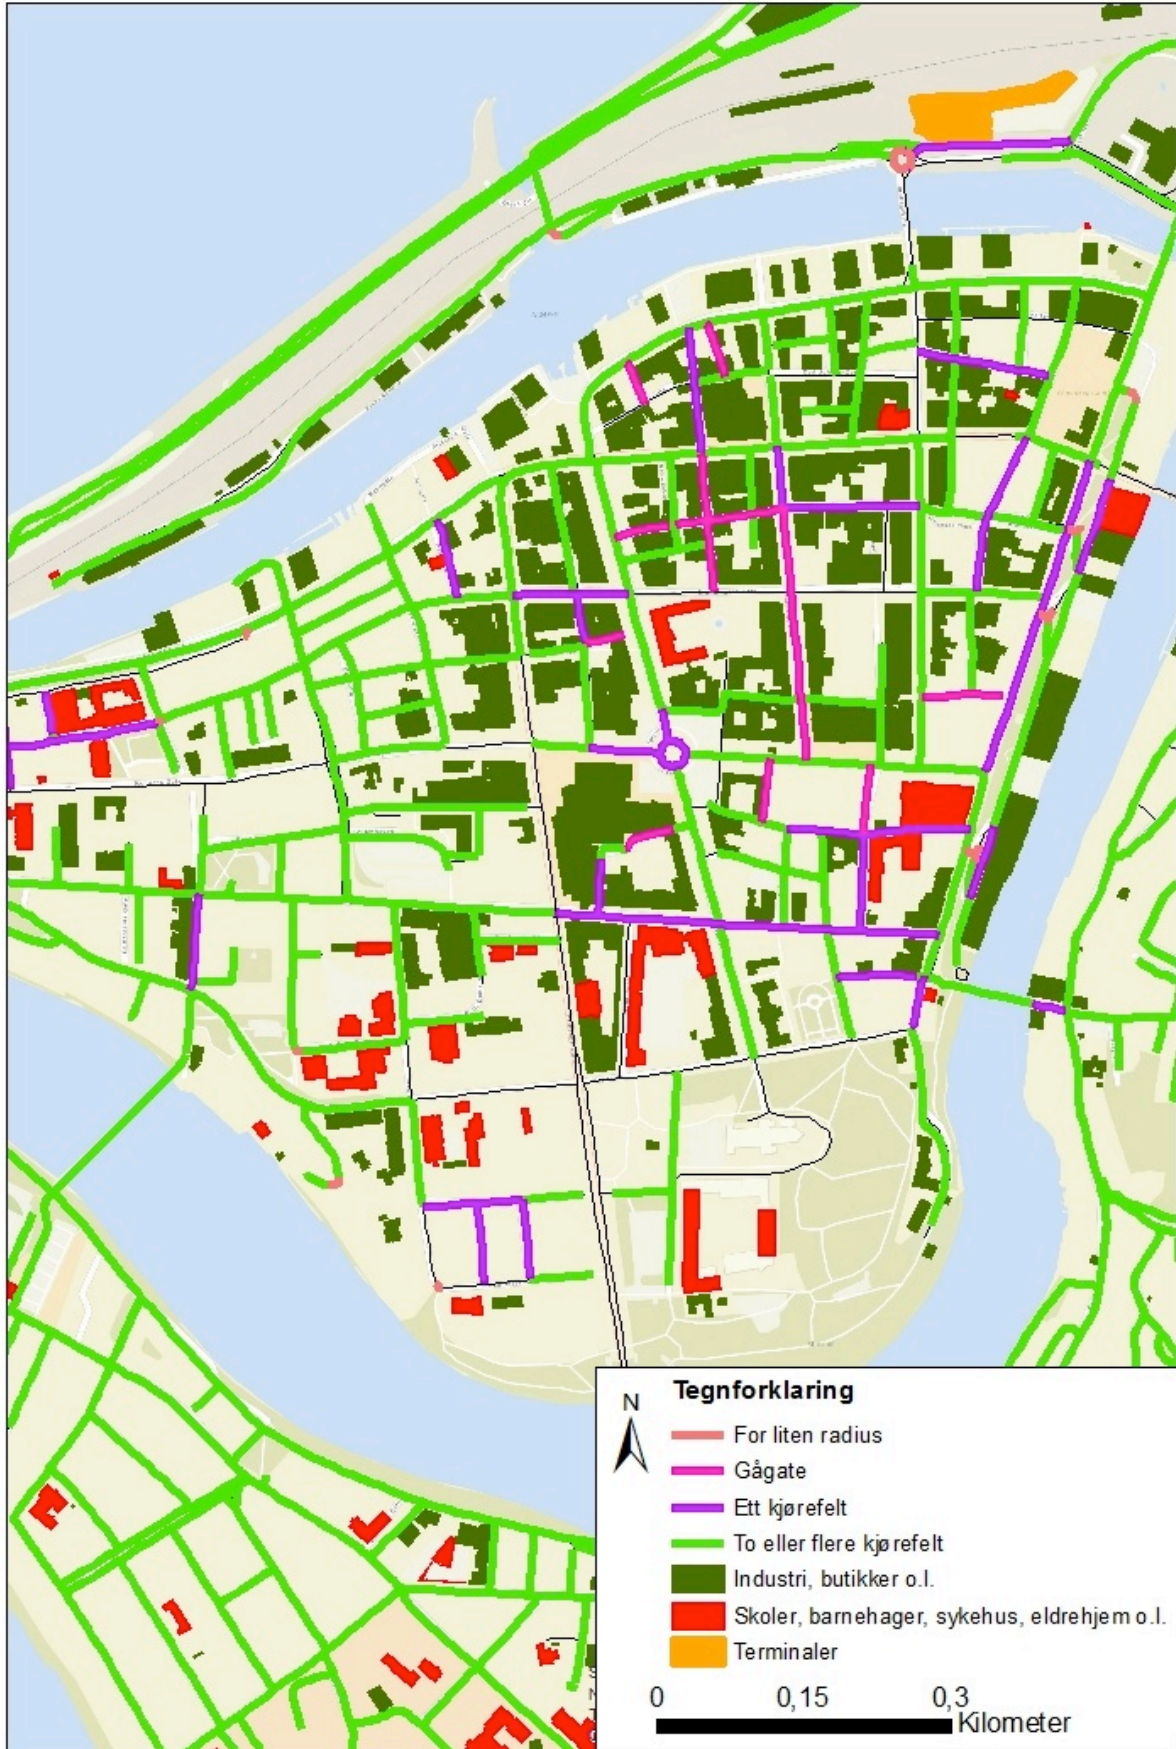 Tegnforklaring
N
For liten radius
Gågate
Ett kjørefelt
To eller flere kjørefelt
Industri, butikker o.l.
Skoler, barnehager, sykehus, eldrehjem o.l.
Terminaler
0 0,15 0,3
Kilometer